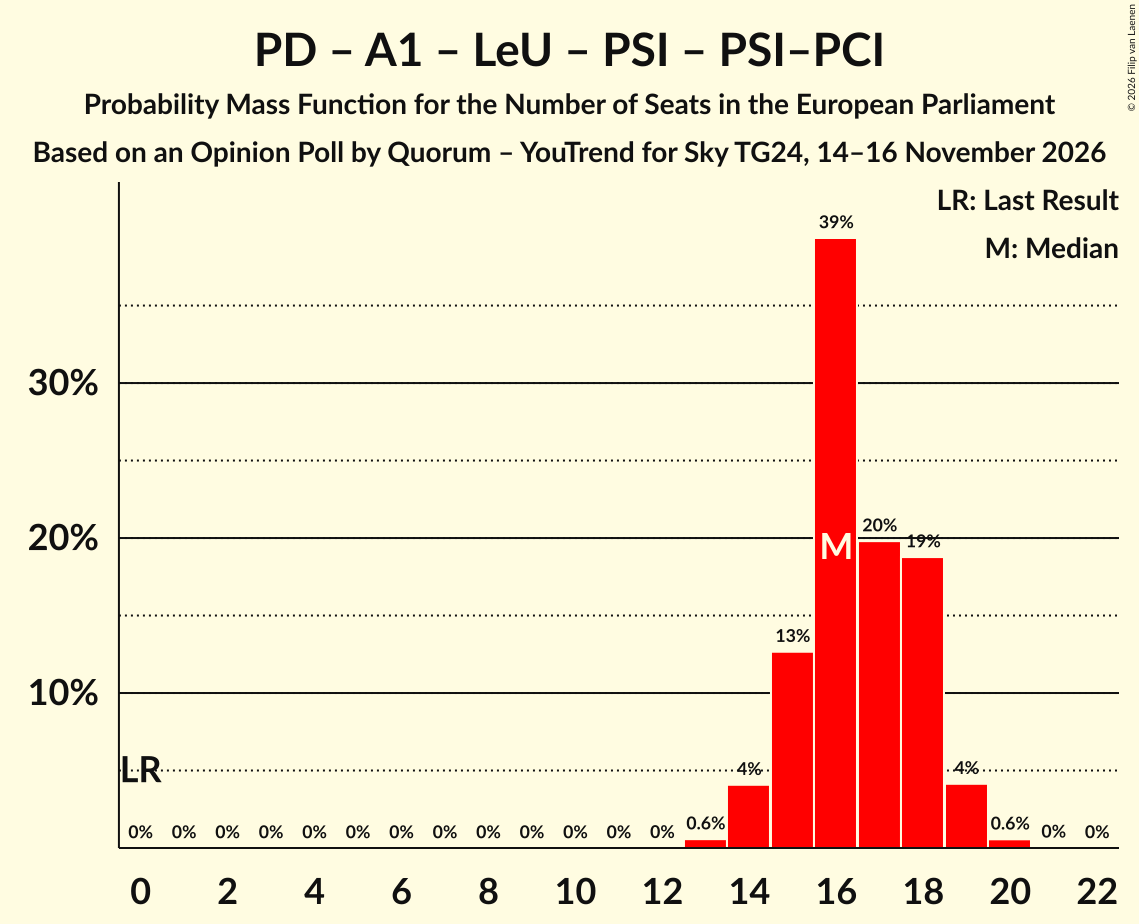 PD – A1 – LeU – PSI – PSI–PCI
Probability Mass Function for the Number of Seats in the European Parliament
Based on an Opinion Poll by Quorum – YouTrend for Sky TG24, 14–16 November 2026
© 2026 Filip van Laenen
LR: Last Result
M: Median
39%
30%
20%
20%
19%
M
13%
10%
LR
4%
4%
0% 0% 0% 0% 0% 0% 0% 0% 0% 0% 0% 0% 0% 0.6% 0.6% 0% 0%
0 2 4 6 8 10 12 14 16 18 20 22